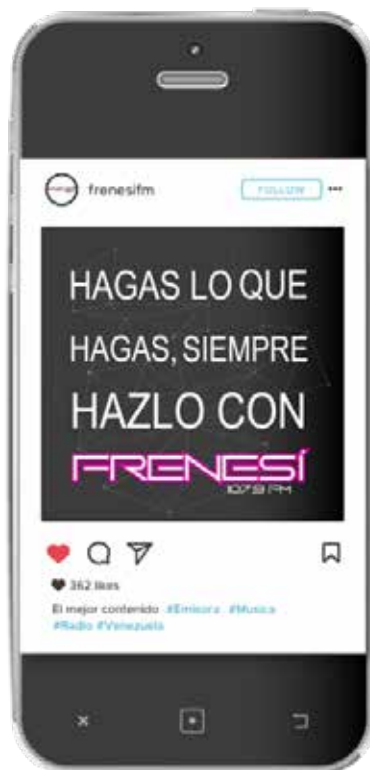 frenesifm
FOLLOW
HAGAS LO QUE
HAGAS, SIEMPRE
HAZLO CON
FRENESÍ
107.9 FM
362 likes
El mejor contenido #Emisora #Musica
#Radio #Venezuela